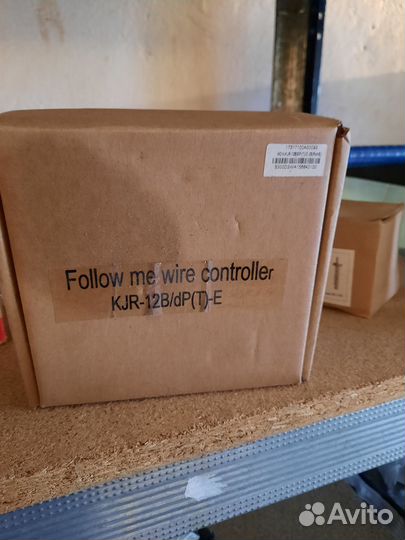 Follow me wire controller
KJR-12B/dP(T)-E
Avito